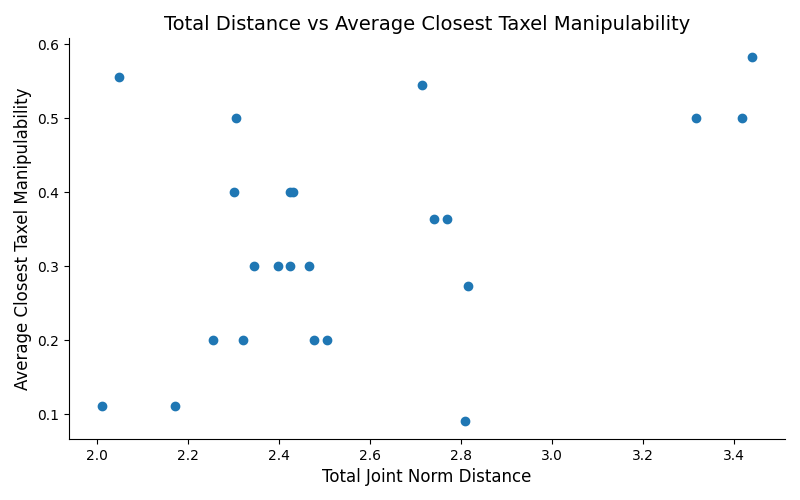 Total Distance vs Average Closest Taxel Manipulability
Average Closest Taxel Manipulability
0.6
0.5
0.4
0.3
0.2
0.1
2.0 2.2 2.4 2.6 2.8 3.0 3.2 3.4
Total Joint Norm Distance